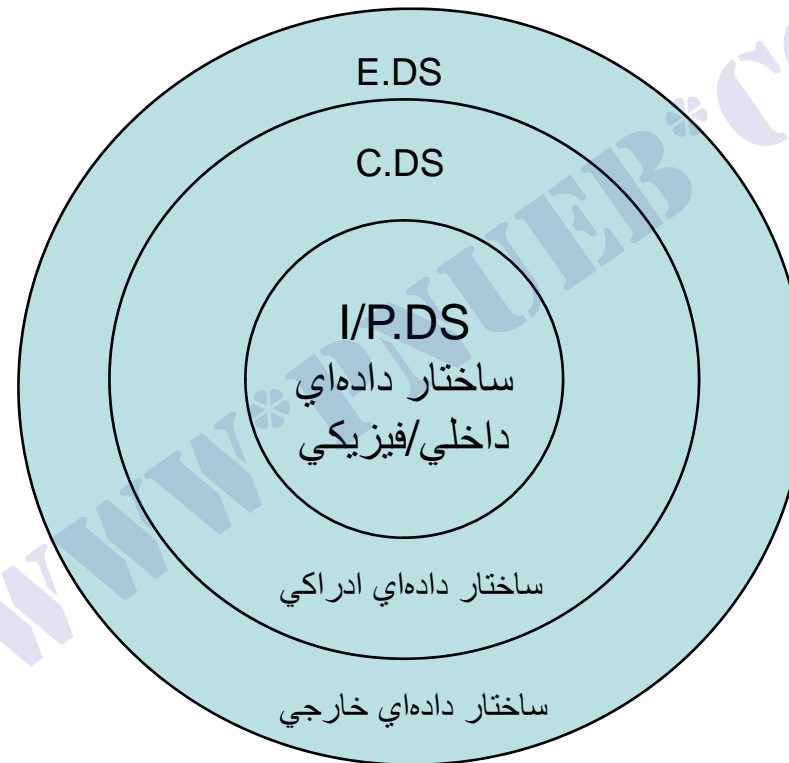 E.DS
C.DS
I/P.DS
ساختار داده‌اي
داخلي/فيزيكي
ساختار داده‌اي ادراكي
ساختار داده‌اي خارجي
WWW*PNUEB*C